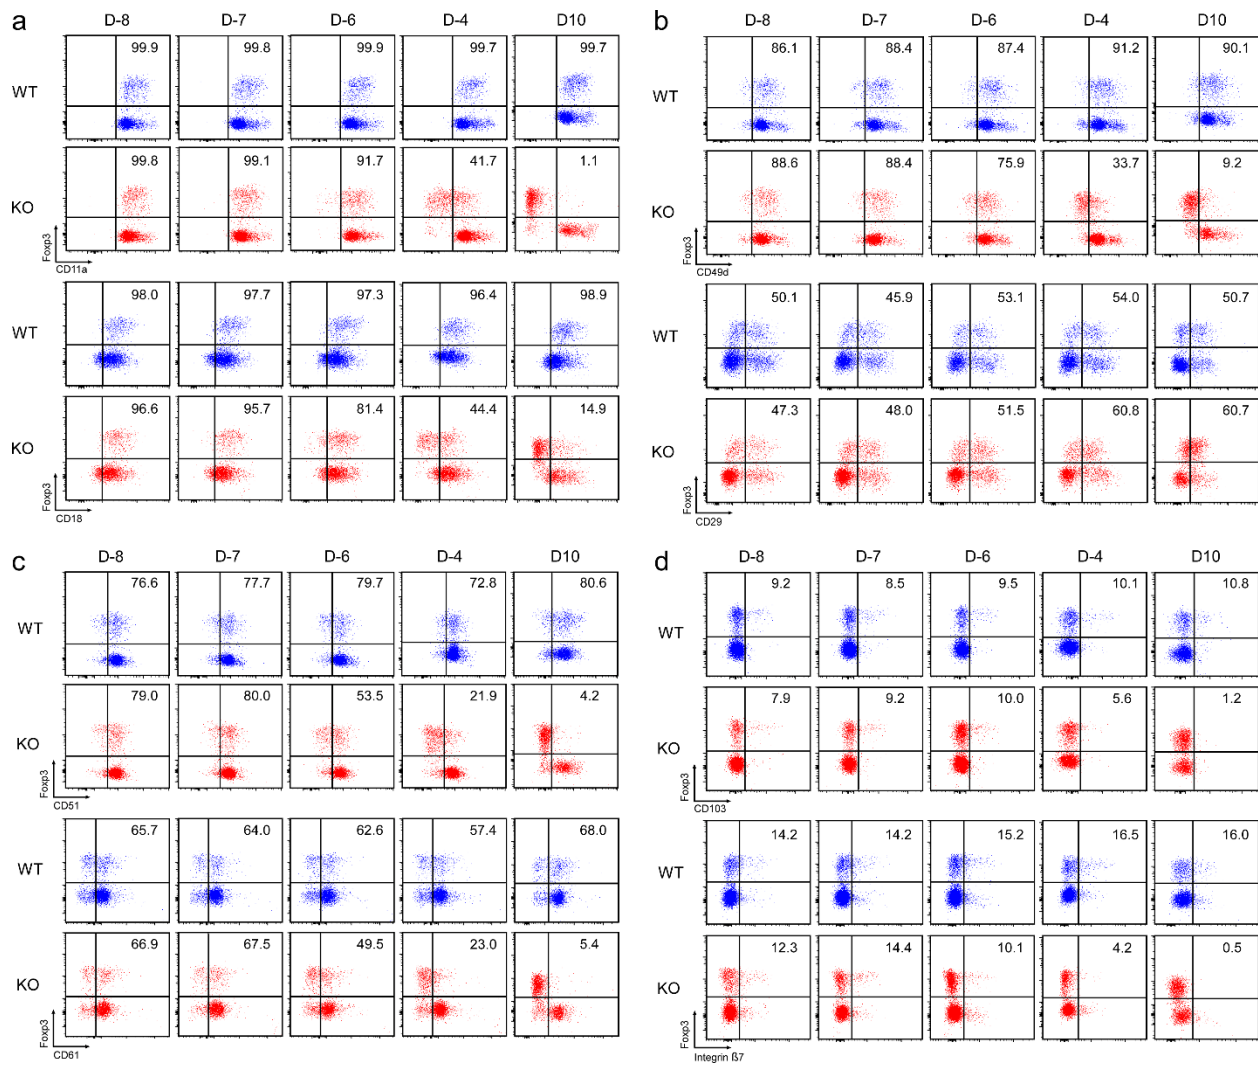 a
D-8 D-7 D-6 D-4 D10
WT
99.9 99.8 99.9 99.7 99.7
KO
99.8 99.1 91.7 41.7 1.1
Foxp3
CD11a
WT
98.0 97.7 97.3 96.4 98.9
KO
96.6 95.7 81.4 44.4 14.9
Foxp3
CD18
b
D-8 D-7 D-6 D-4 D10
WT
86.1 88.4 87.4 91.2 90.1
KO
88.6 88.4 75.9 33.7 9.2
Foxp3
CD49d
WT
50.1 45.9 53.1 54.0 50.7
KO
47.3 48.0 51.5 60.8 60.7
Foxp3
CD29
c
D-8 D-7 D-6 D-4 D10
WT
76.6 77.7 79.7 72.8 80.6
KO
79.0 80.0 53.5 21.9 4.2
Foxp3
CD51
WT
65.7 64.0 62.6 57.4 68.0
KO
66.9 67.5 49.5 23.0 5.4
Foxp3
CD61
d
D-8 D-7 D-6 D-4 D10
WT
9.2 8.5 9.5 10.1 10.8
KO
7.9 9.2 10.0 5.6 1.2
Foxp3
CD103
WT
14.2 14.2 15.2 16.5 16.0
KO
12.3 14.4 10.1 4.2 0.5
Foxp3
Integrin ß7